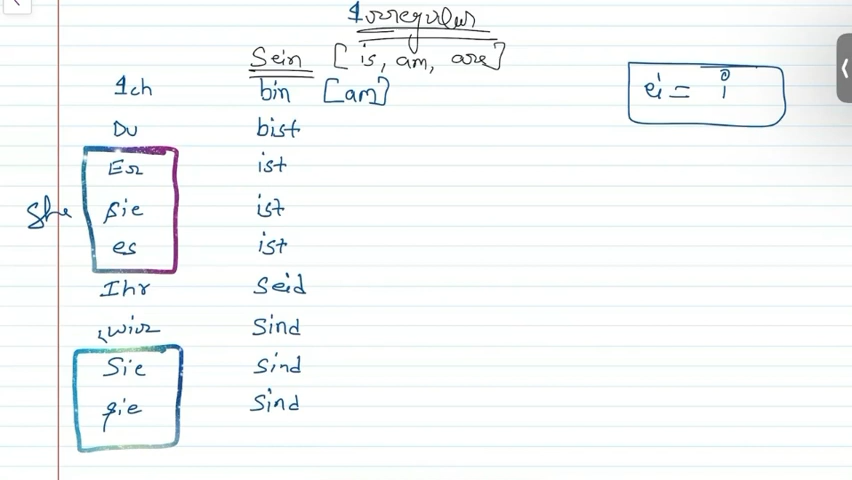 Irregular
Sein [is, am, are]
Ich bin [am]
ei = i
Du bist
Er ist
She sie ist
es ist
Ihr Seid
wir Sind
Sie Sind
sie Sind